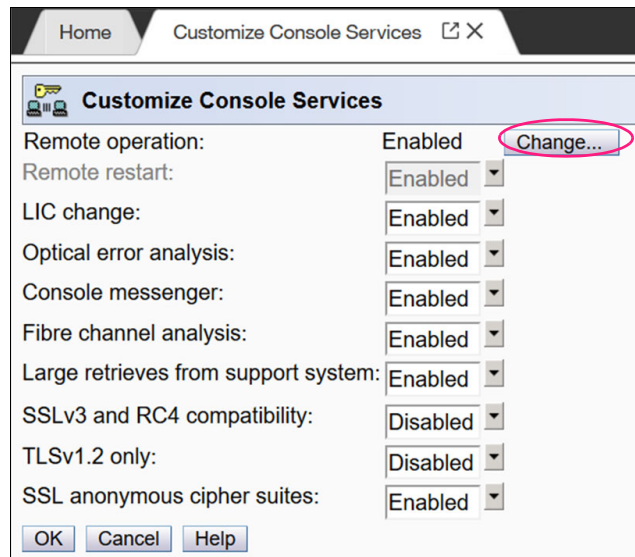 Home Customize Console Services
Customize Console Services
Remote operation: Enabled Change...
Remote restart: Enabled
LIC change: Enabled
Optical error analysis: Enabled
Console messenger: Enabled
Fibre channel analysis: Enabled
Large retrieves from support system: Enabled
SSLv3 and RC4 compatibility: Disabled
TLSv1.2 only: Disabled
SSL anonymous cipher suites: Enabled
OK Cancel Help